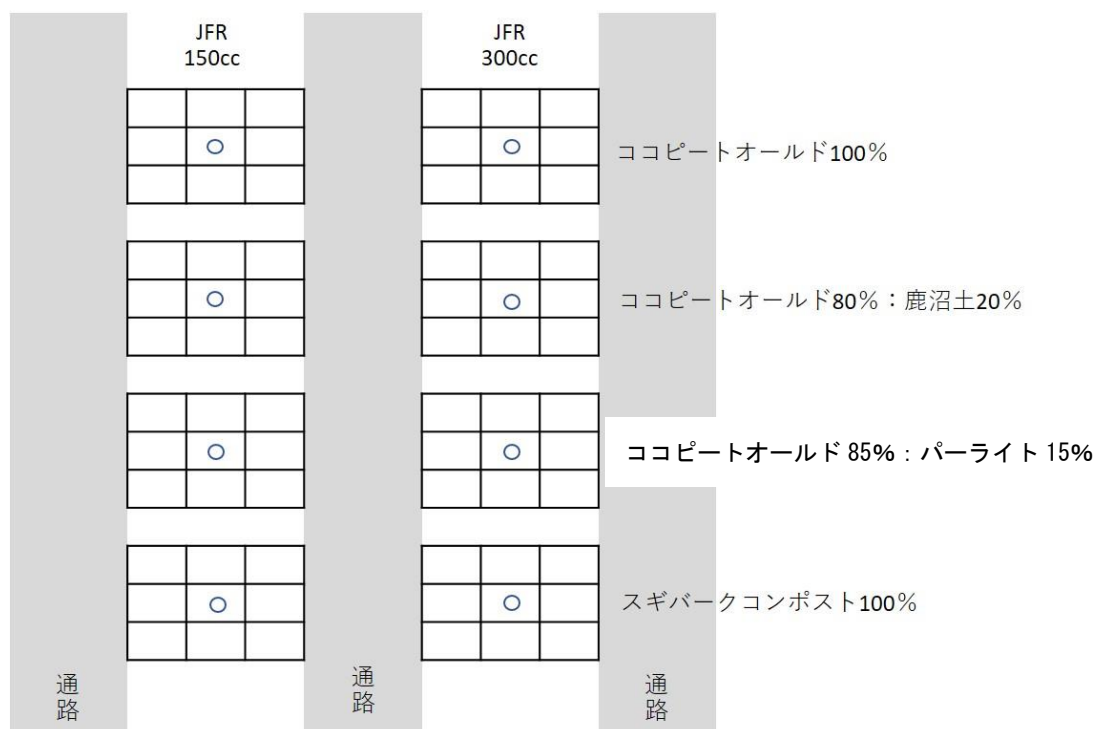 JFR
150cc
JFR
300cc
ココピートオールド100％
ココピートオールド80％：鹿沼土20％
ココピートオールド 85%：パーライト 15%
スギバークコンポスト100％
通路
通路
通路